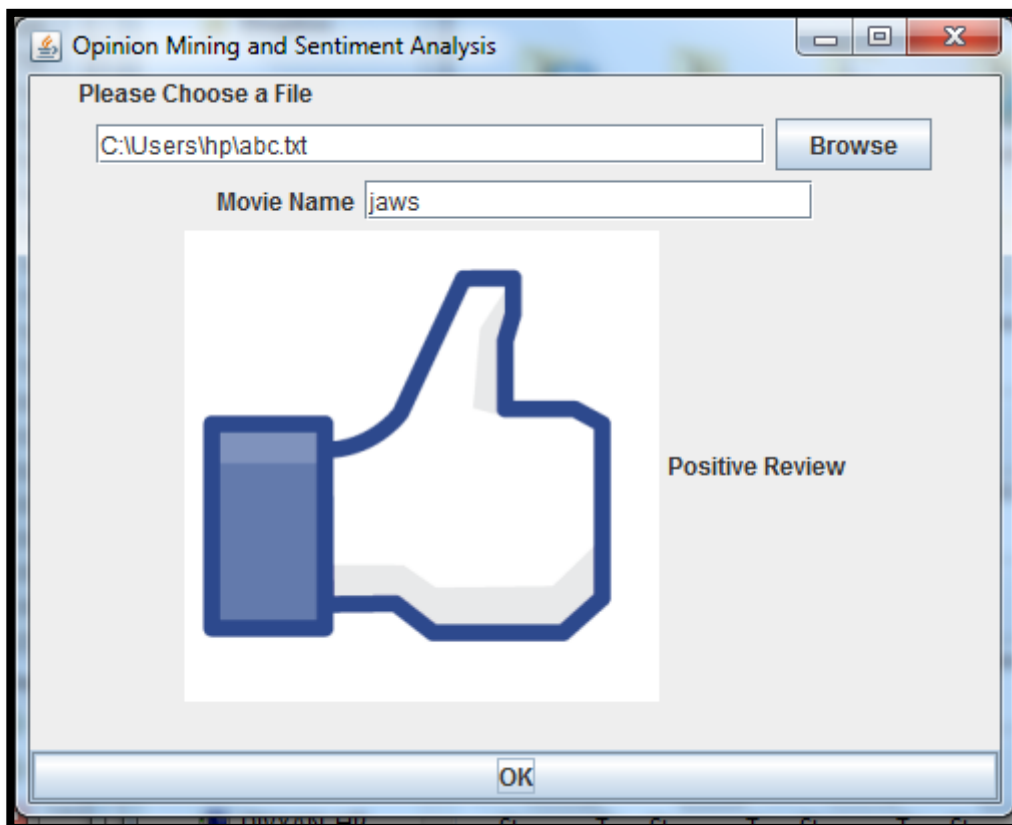 Opinion Mining and Sentiment Analysis
Please Choose a File
C:\Users\hp\abc.txt Browse
Movie Name jaws
Positive Review
OK